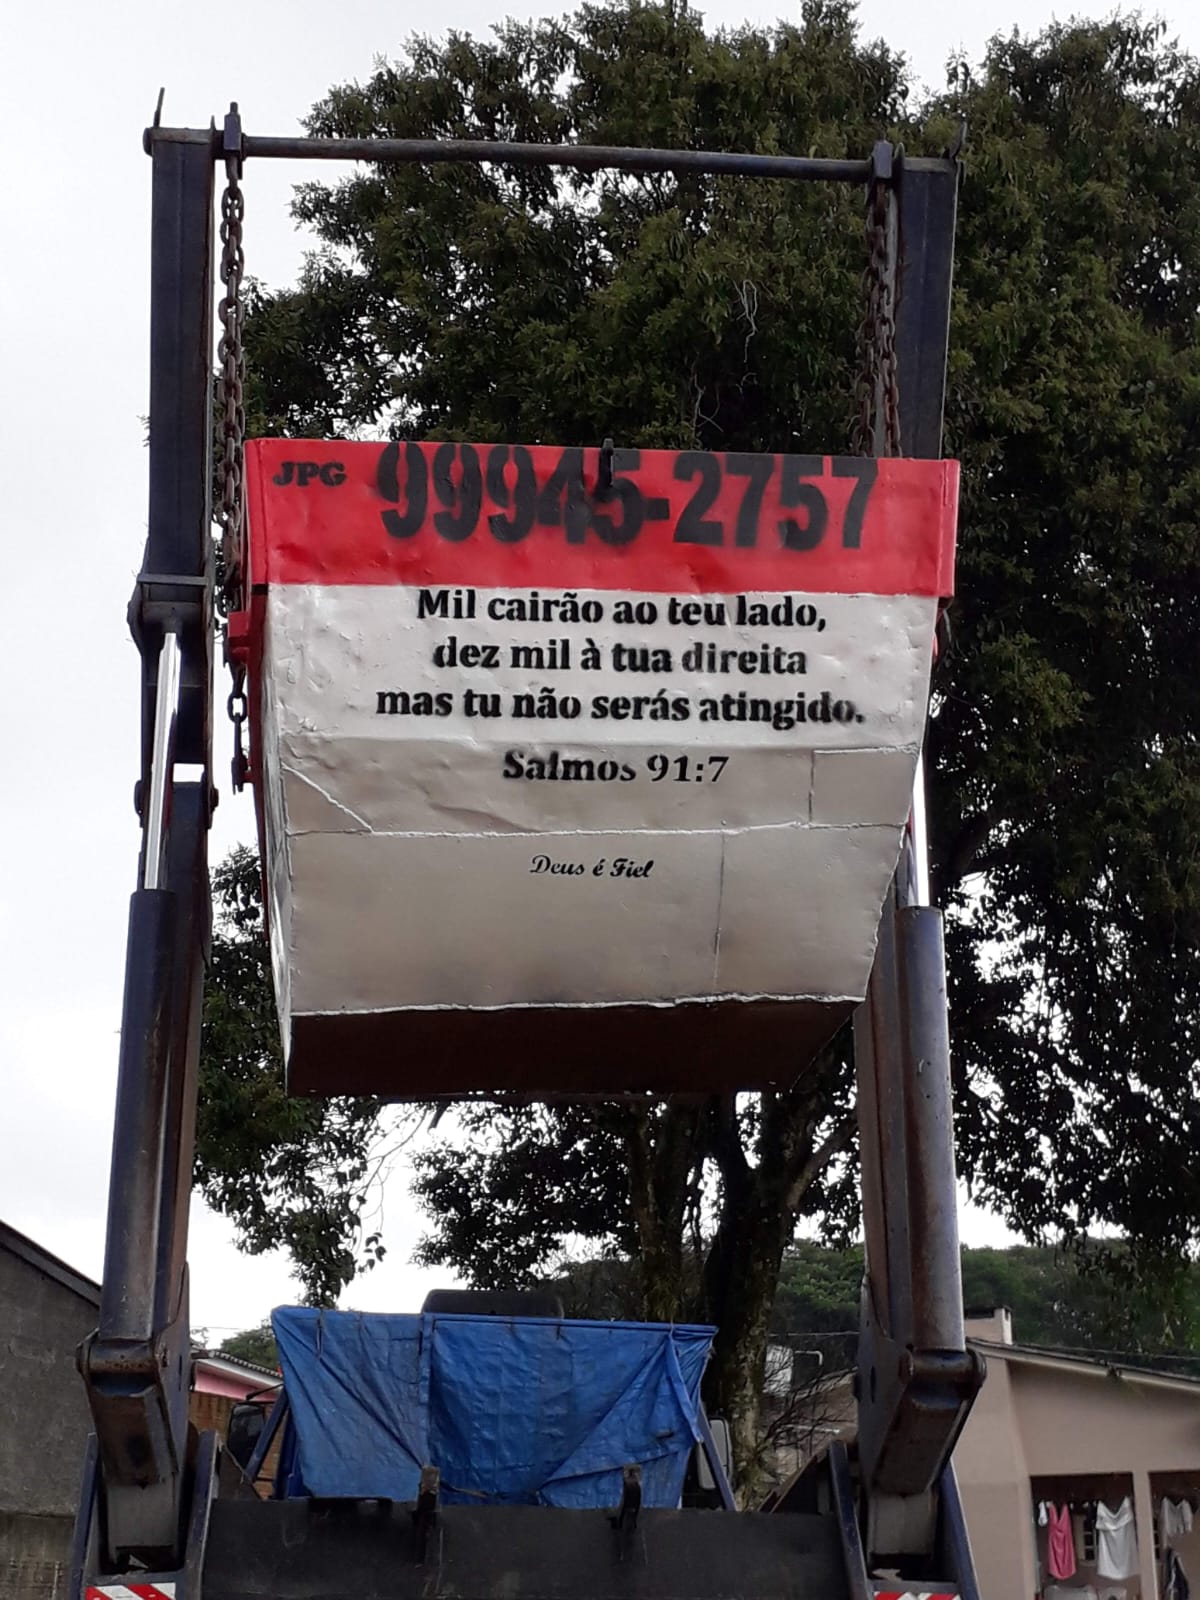 JPG 99945-2757
Mil cairão ao teu lado,
dez mil à tua direita
mas tu não serás atingido.
Salmos 91:7
Deus é Fiel